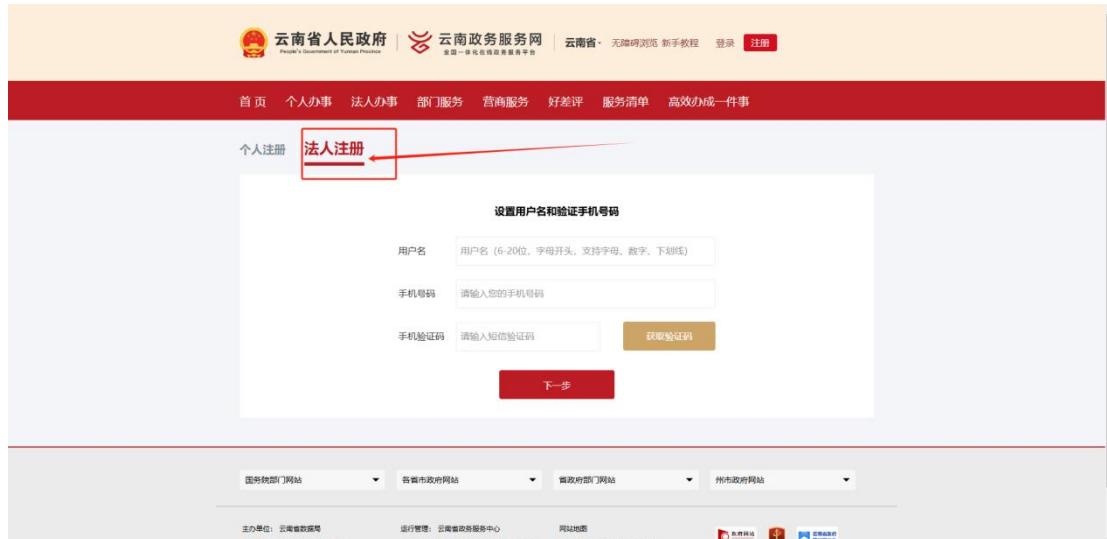 云南省人民政府 云南政务服务网 云南省 无障碍浏览 新手教程 登录 注册
People's Government of Yunnan Province 全国一体化在线政务服务平台
首页 个人办事 法人办事 部门服务 营商服务 好差评 服务清单 高效办成一件事
个人注册 法人注册
设置用户名和验证手机号码
用户名 用户名（6-20位，字母开头，支持字母、数字、下划线）
手机号码 请输入您的手机号码
手机验证码 请输入短信验证码 获取验证码
下一步
国务院部门网站 各省市政府网站 省政府部门网站 州市政府网站
主办单位：云南省数据局 运行管理：云南省政务服务中心 网站地图 政府网站